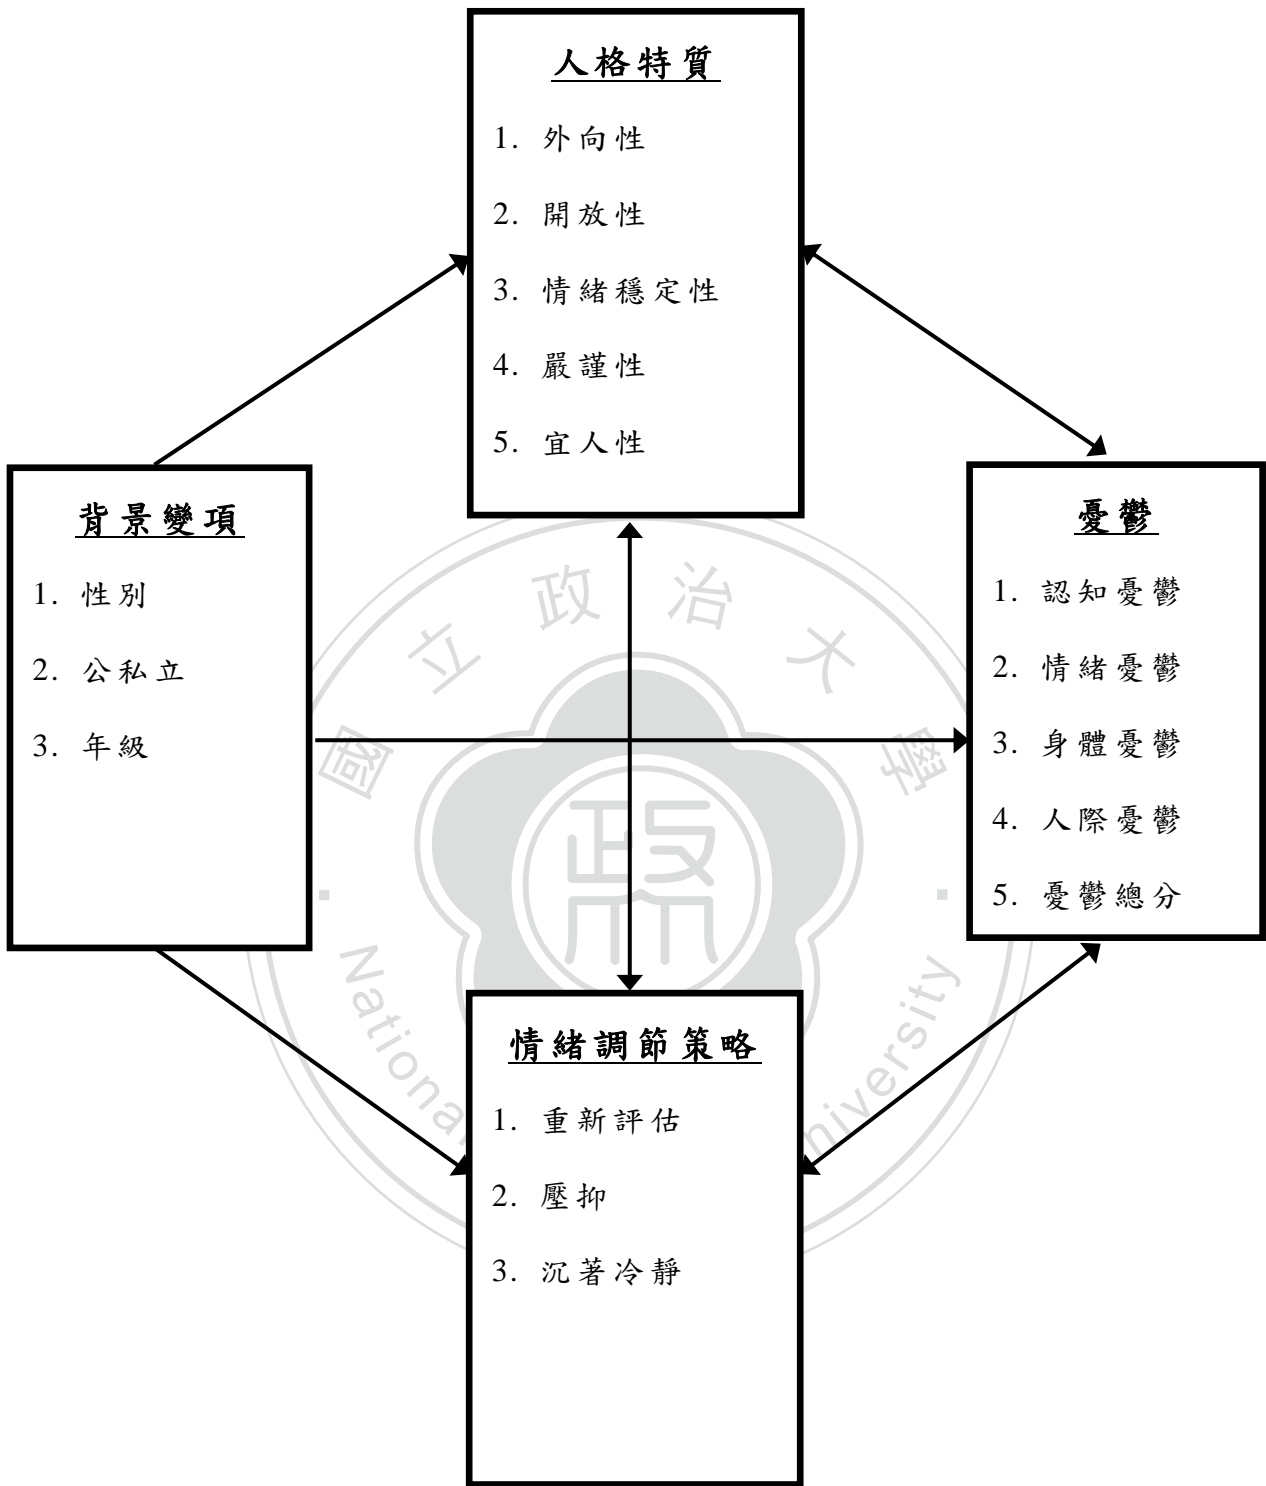 人格特質
1. 外向性
2. 開放性
3. 情緒穩定性
4. 嚴謹性
5. 宜人性
背景變項
1. 性別
2. 公私立
3. 年級
憂鬱
1. 認知憂鬱
2. 情緒憂鬱
3. 身體憂鬱
4. 人際憂鬱
5. 憂鬱總分
情緒調節策略
1. 重新評估
2. 壓抑
3. 沉著冷靜
國立政治大學
政